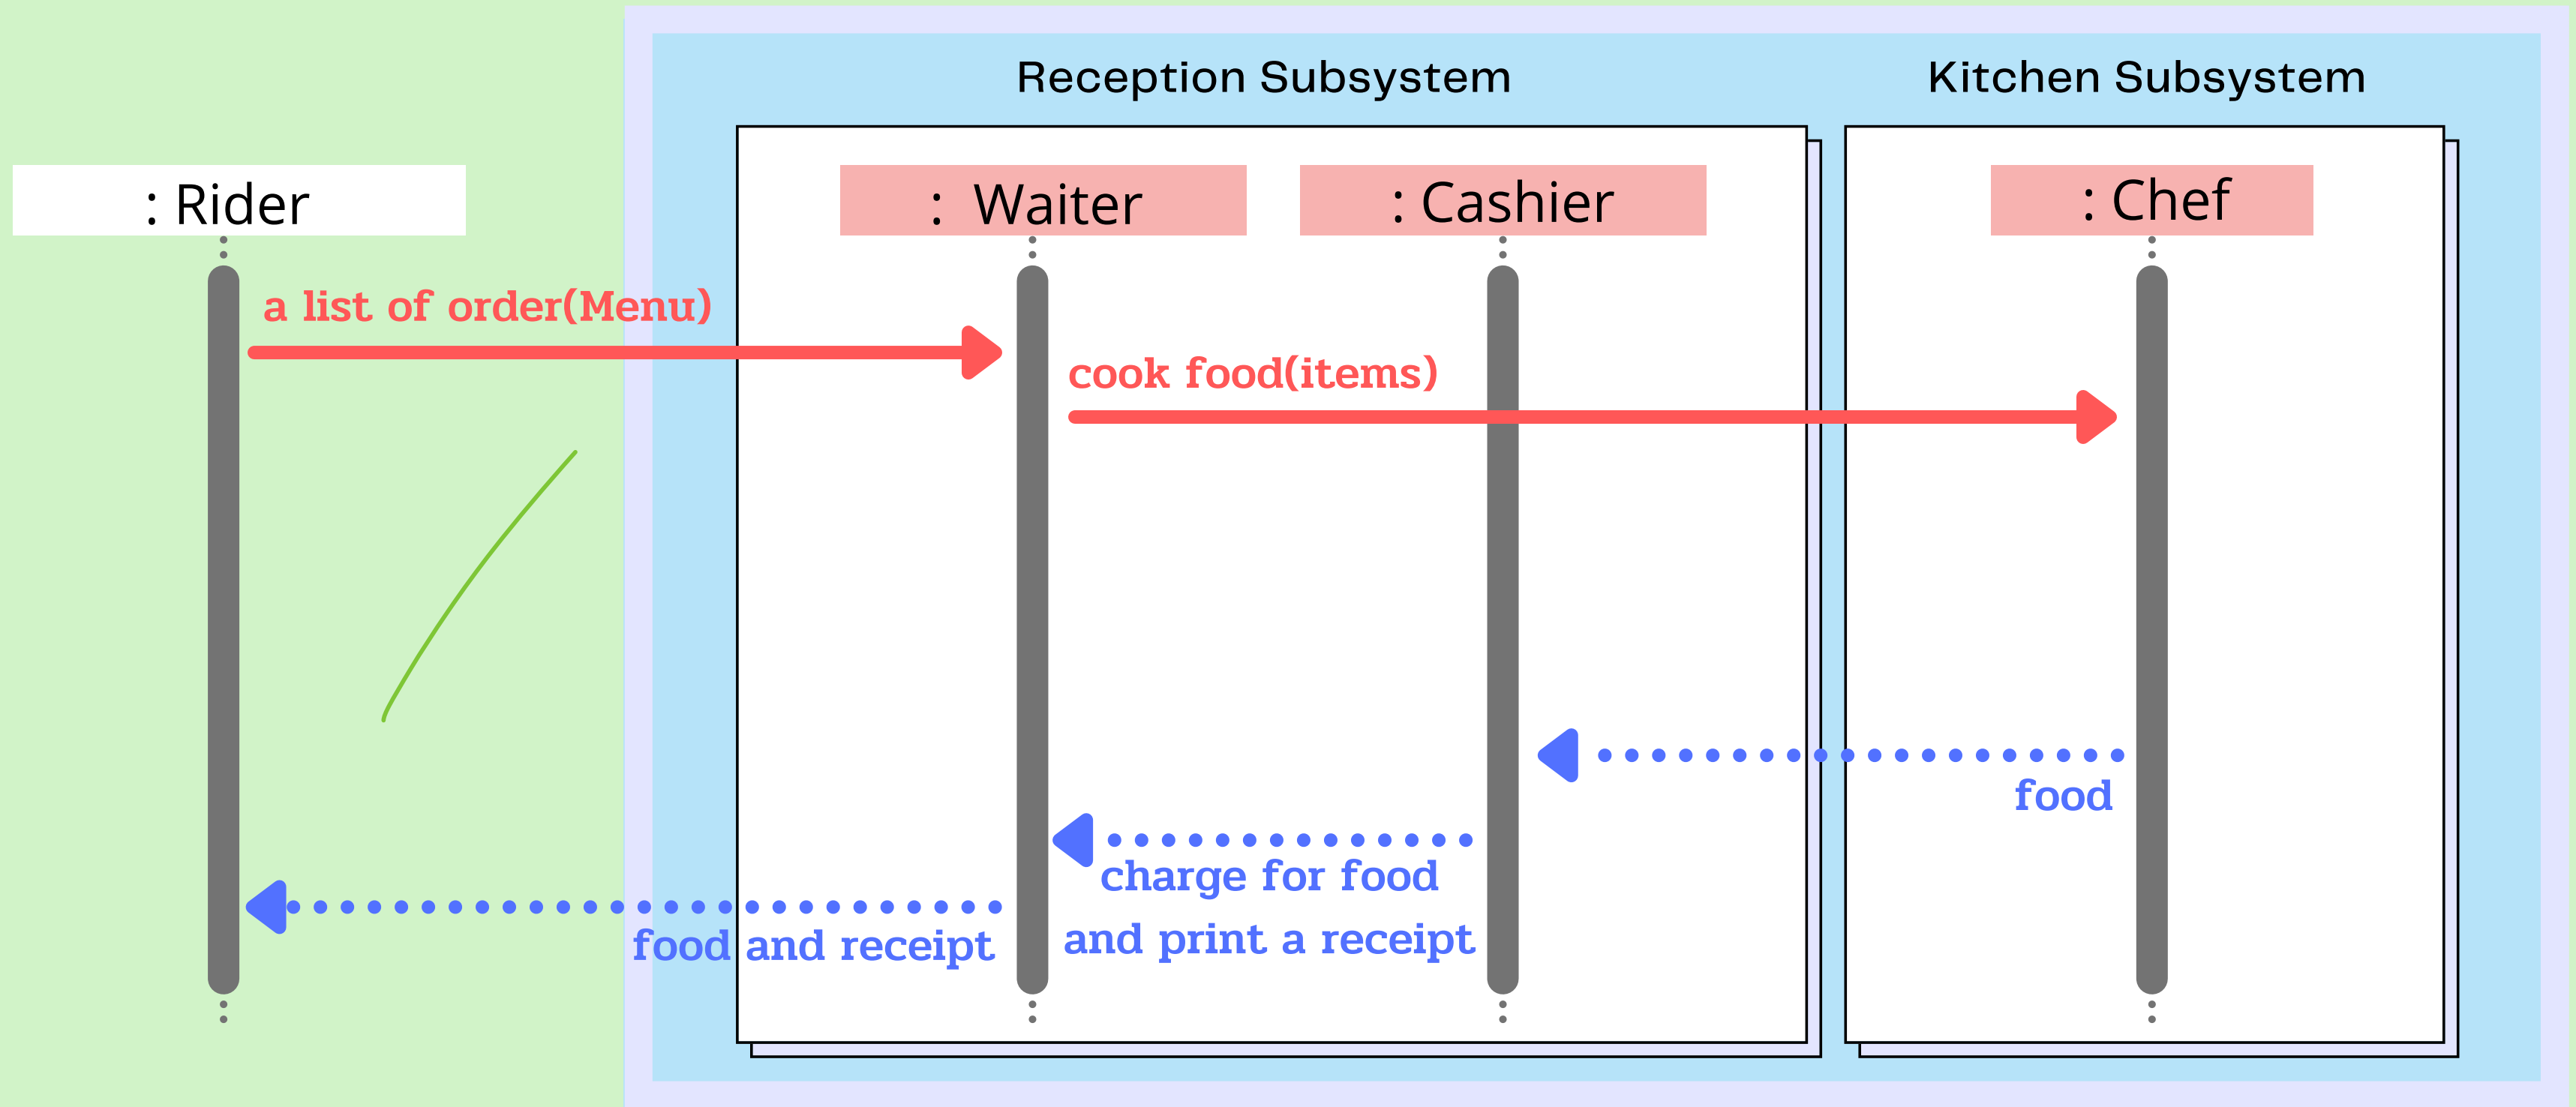 Reception Subsystem
Kitchen Subsystem
: Rider
: Waiter
: Cashier
: Chef
a list of order(Menu)
cook food(items)
food
charge for food
and print a receipt
food and receipt